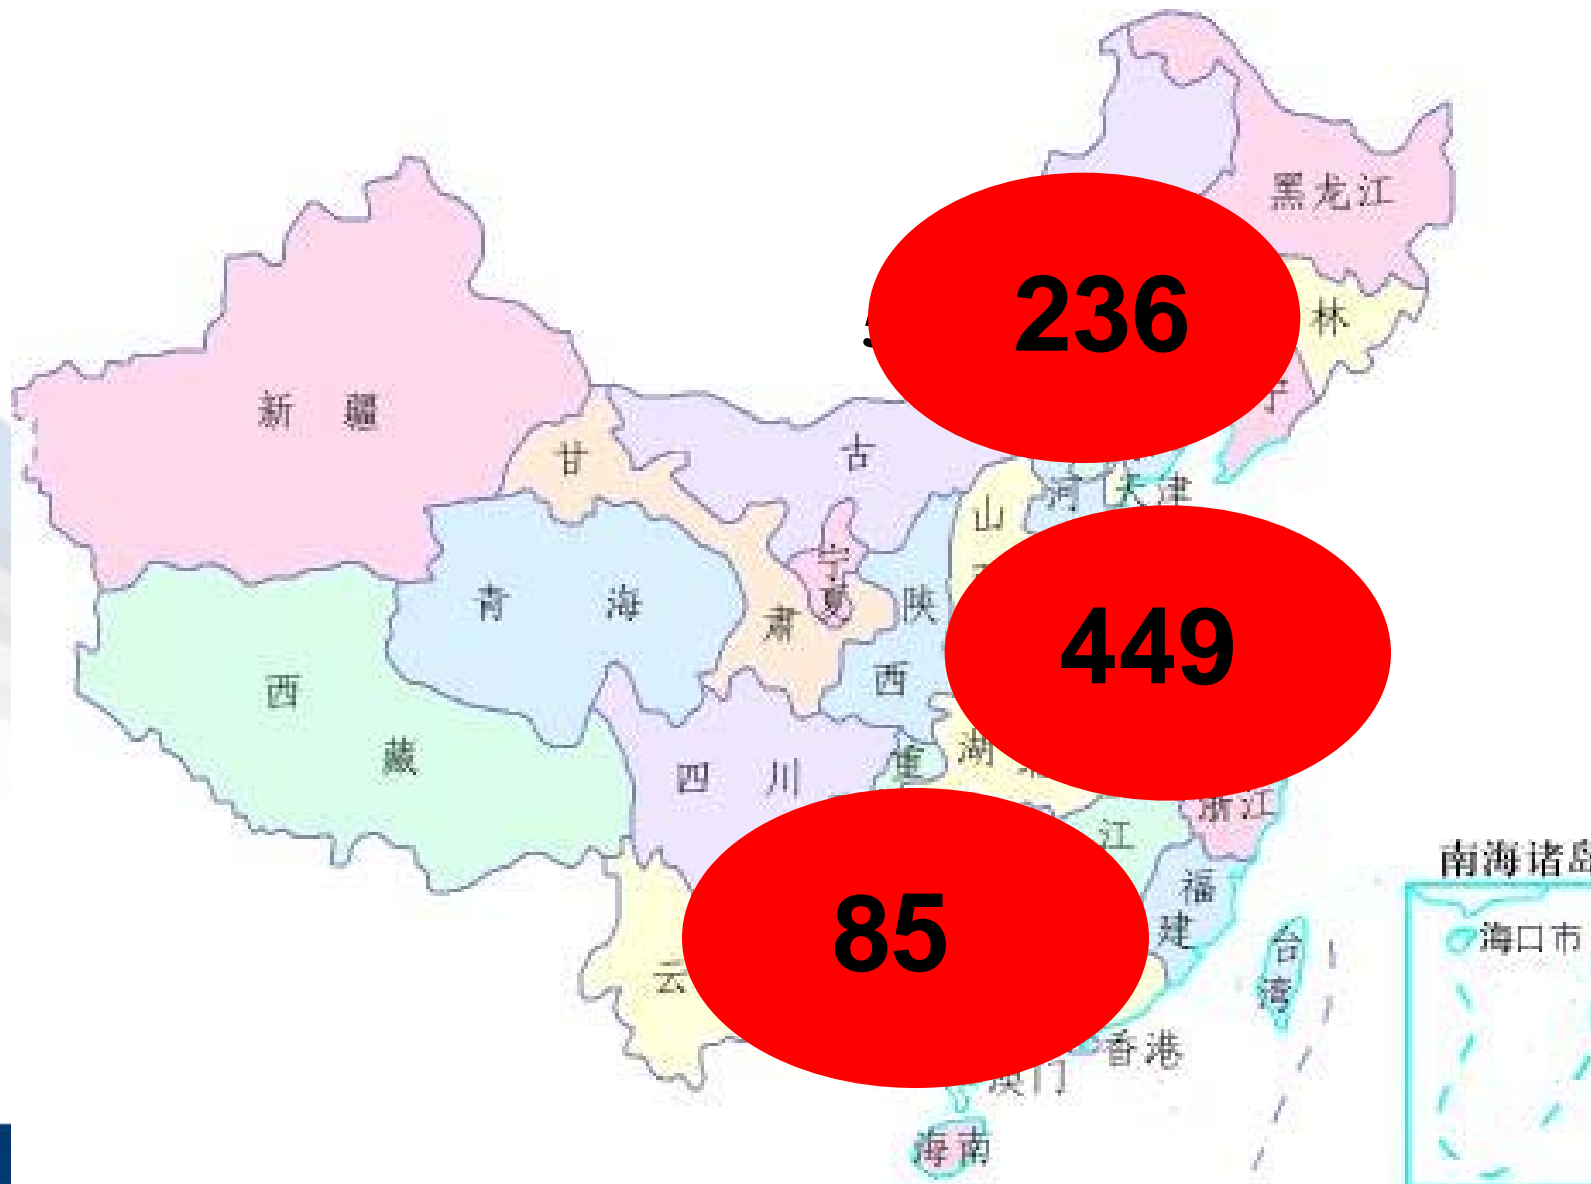 黑龙江
236
林
宁
新 疆
甘
古
河
天津
山
宁
夏
青 海
肃
陕
西
449
西
藏
四 川
重
湖
浙江
江
85
福
建
云
台
湾
香港
澳门
海南
南海诸岛
海口市